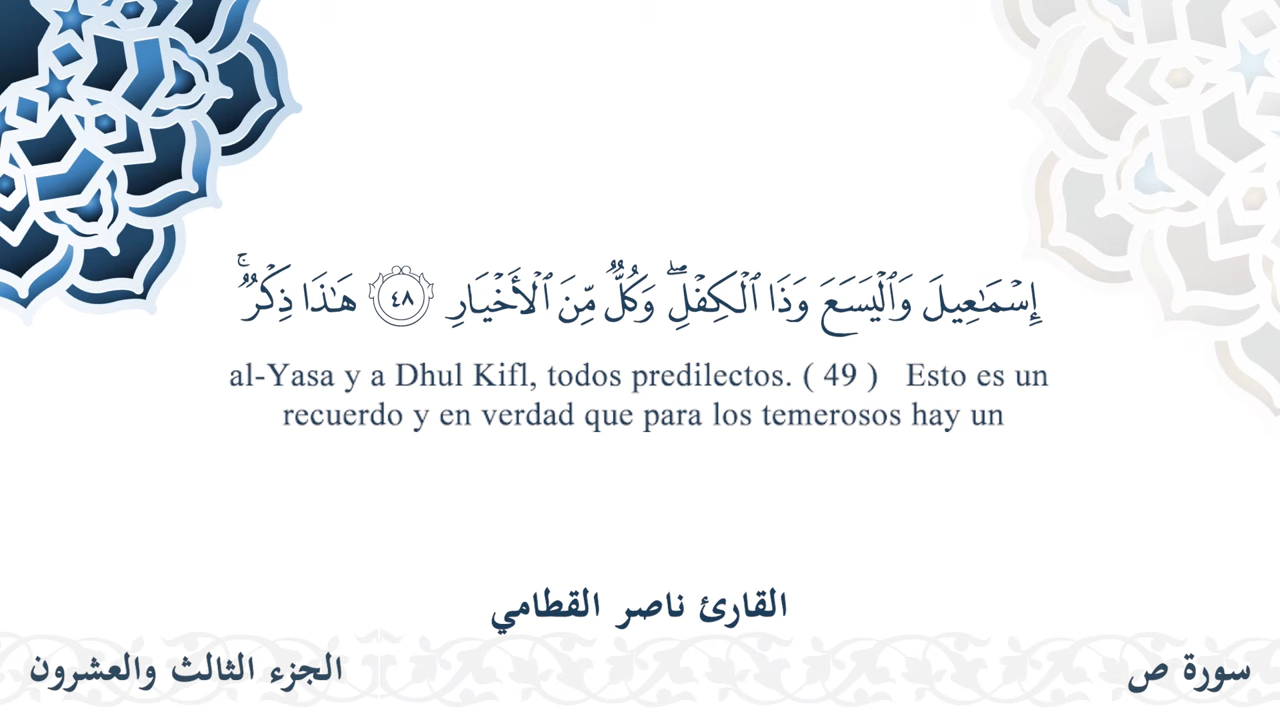 إِسْمَـٰعِيلَ وَٱلْيَسَعَ وَذَا ٱلْكِفْلِ ۖ وَكُلٌّ مِّنَ ٱلْأَخْيَارِ ٤٨ هَـٰذَا ذِكْرٌ ۚ
al-Yasa y a Dhul Kifl, todos predilectos. ( 49 ) Esto es un
recuerdo y en verdad que para los temerosos hay un
القارئ ناصر القطامي
سورة ص
الجزء الثالث والعشرون